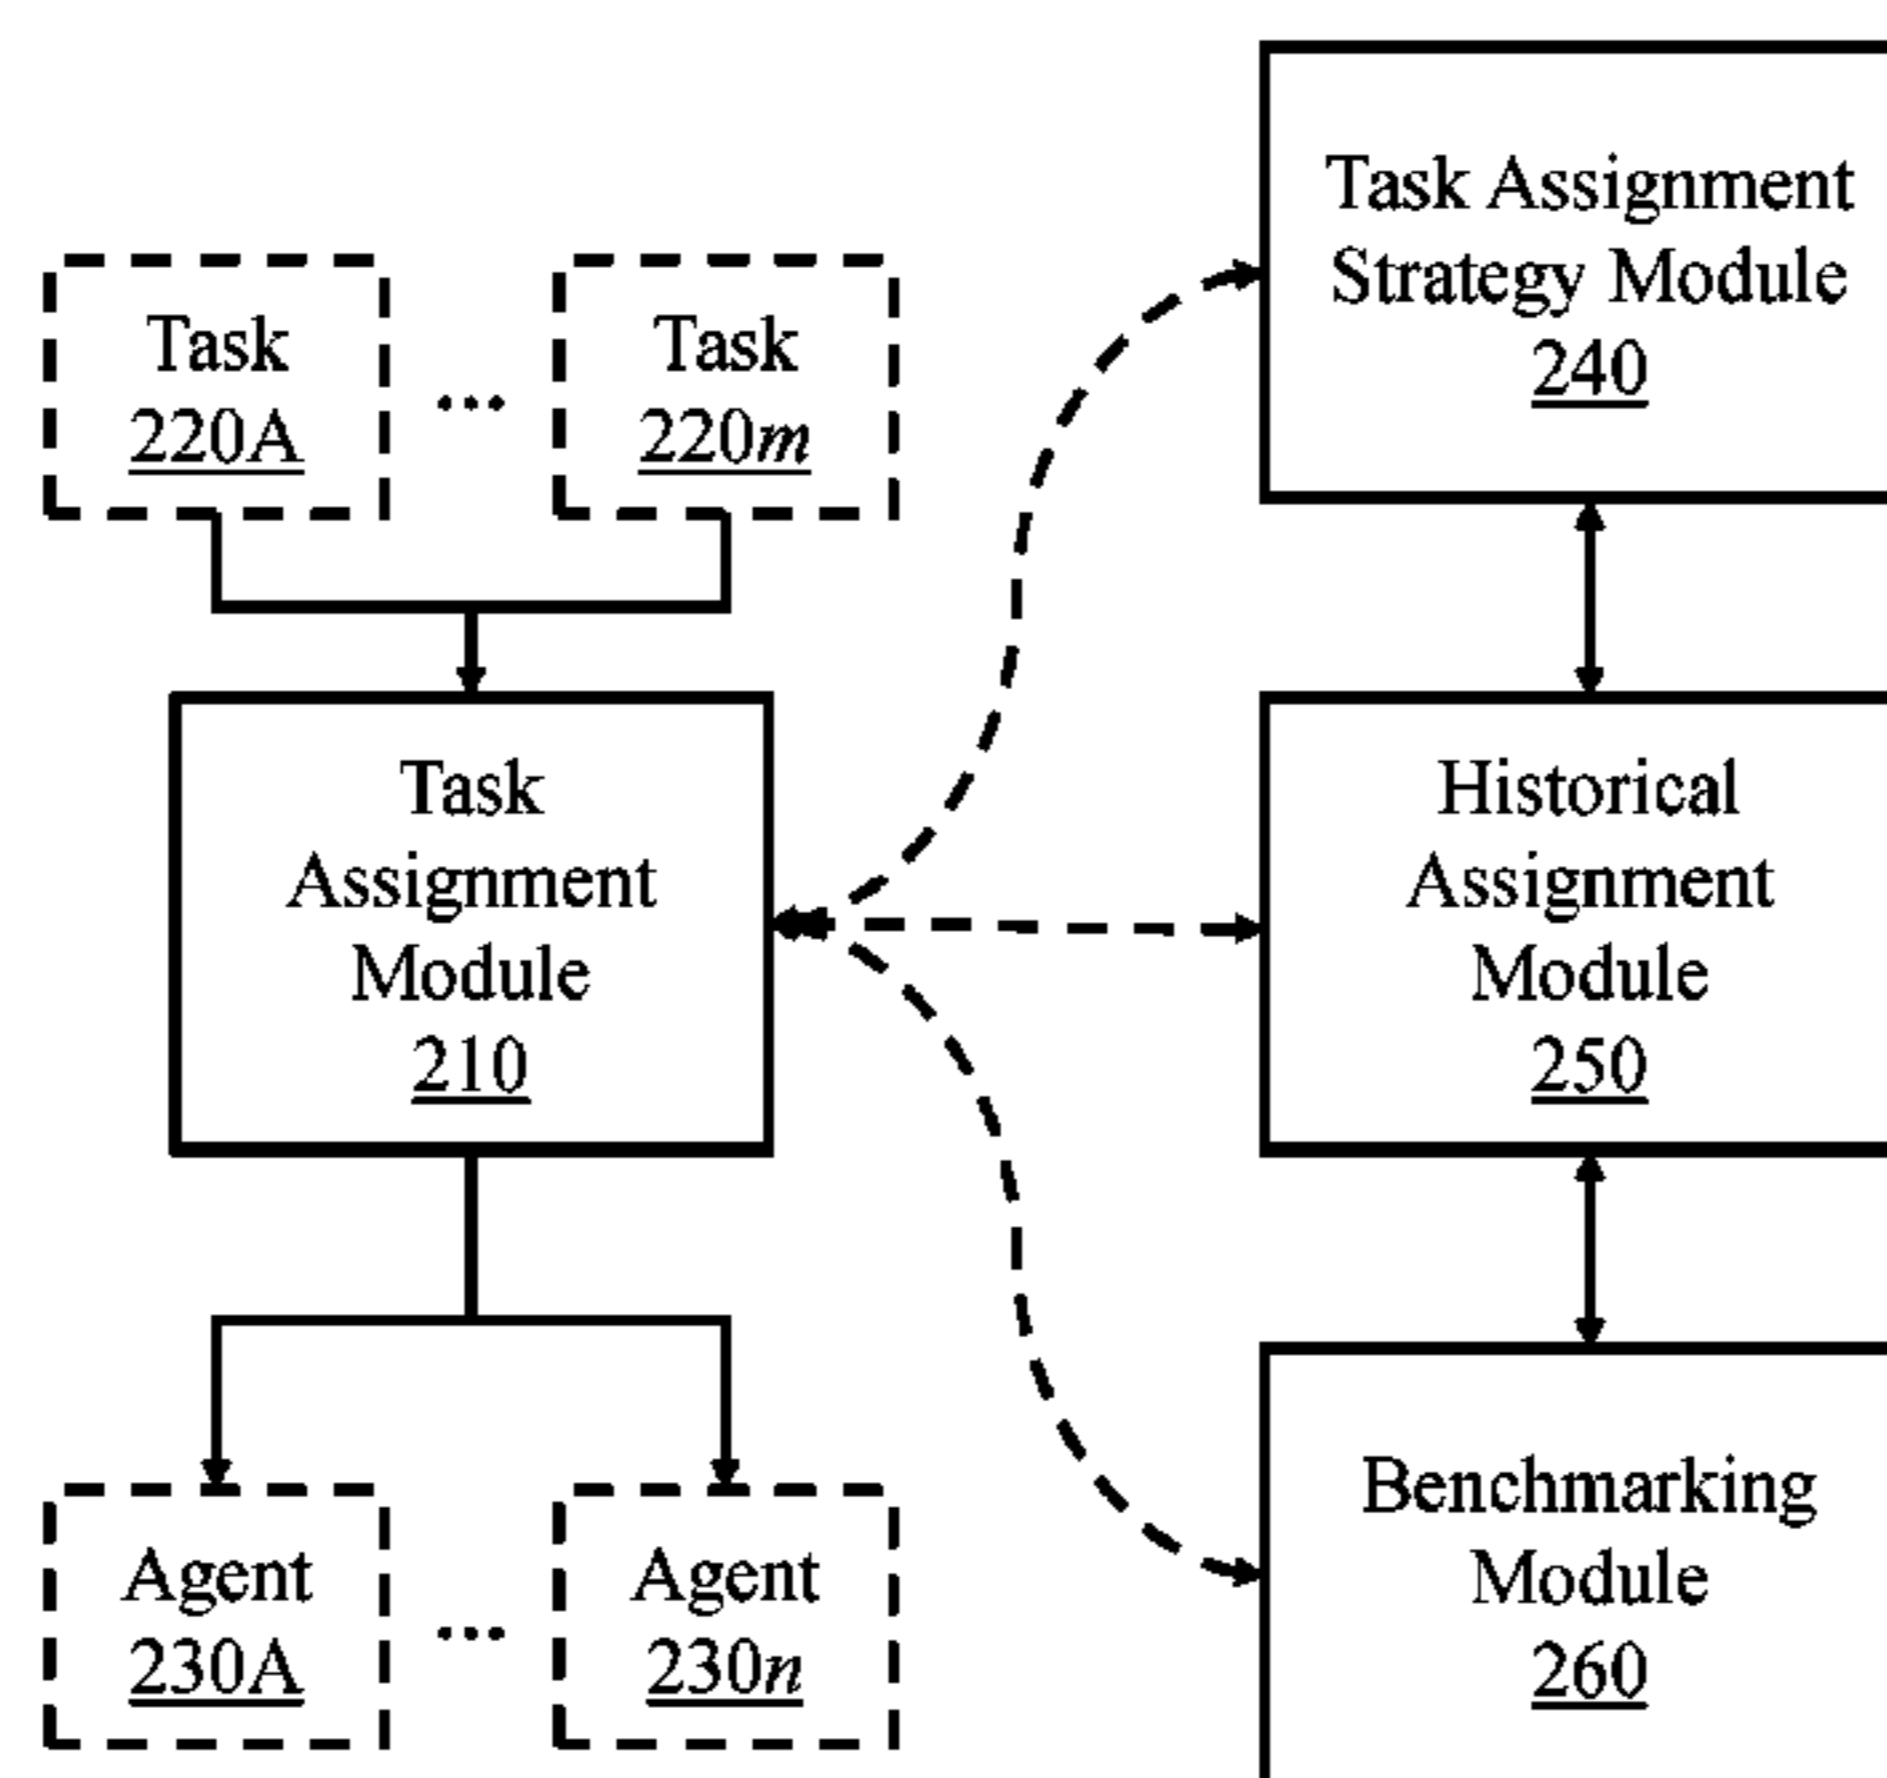 Task Assignment
Strategy Module
240
Task
220A
...
Task
220m
Task
Assignment
Module
210
Historical
Assignment
Module
250
Agent
230A
...
Agent
230n
Benchmarking
Module
260